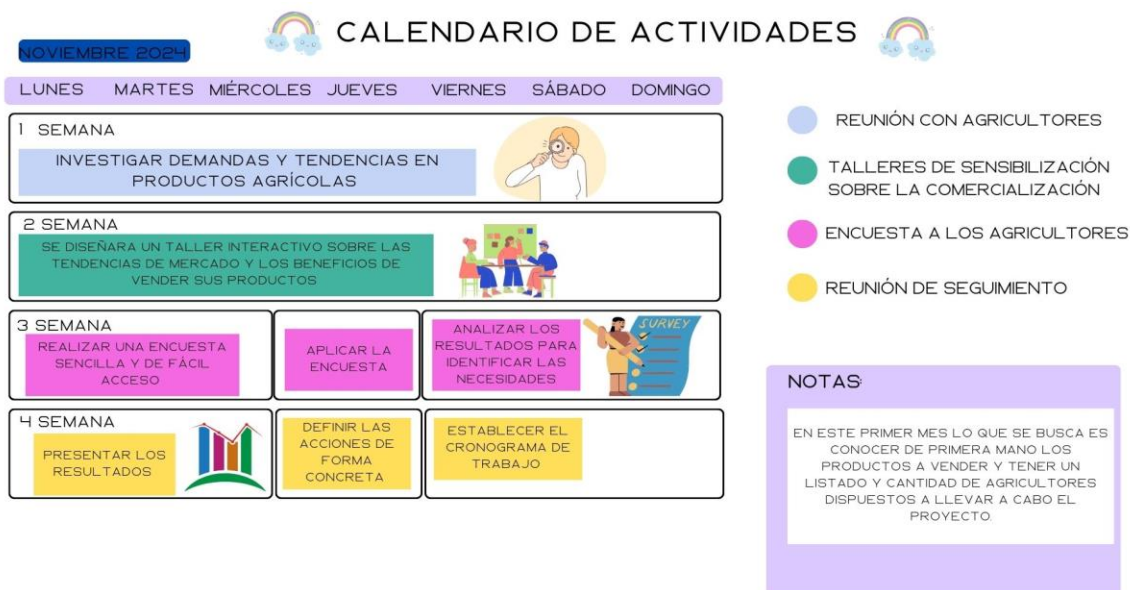 CALENDARIO DE ACTIVIDADES
NOVIEMBRE 2024
LUNES MARTES MIÉRCOLES JUEVES VIERNES SÁBADO DOMINGO
1 SEMANA
INVESTIGAR DEMANDAS Y TENDENCIAS EN
PRODUCTOS AGRÍCOLAS
2 SEMANA
SE DISEÑARA UN TALLER INTERACTIVO SOBRE LAS
TENDENCIAS DE MERCADO Y LOS BENEFICIOS DE
VENDER SUS PRODUCTOS
3 SEMANA
REALIZAR UNA ENCUESTA
SENCILLA Y DE FÀCIL
ACCESO
APLICAR LA
ENCUESTA
ANALIZAR LOS
RESULTADOS PARA
IDENTIFICAR LAS
NECESIDADES
SURVEY
4 SEMANA
PRESENTAR LOS
RESULTADOS
DEFINIR LAS
ACCIONES DE
FORMA
CONCRETA
ESTABLECER EL
CRONOGRAMA DE
TRABAJO
REUNIÓN CON AGRICULTORES
TALLERES DE SENSIBILIZACIÓN
SOBRE LA COMERCIALIZACIÓN
ENCUESTA A LOS AGRICULTORES
REUNIÓN DE SEGUIMIENTO
NOTAS:
EN ESTE PRIMER MES LO QUE SE BUSCA ES
CONOCER DE PRIMERA MANO LOS
PRODUCTOS A VENDER Y TENER UN
LISTADO Y CANTIDAD DE AGRICULTORES
DISPUESTOS A LLEVAR A CABO EL
PROYECTO.